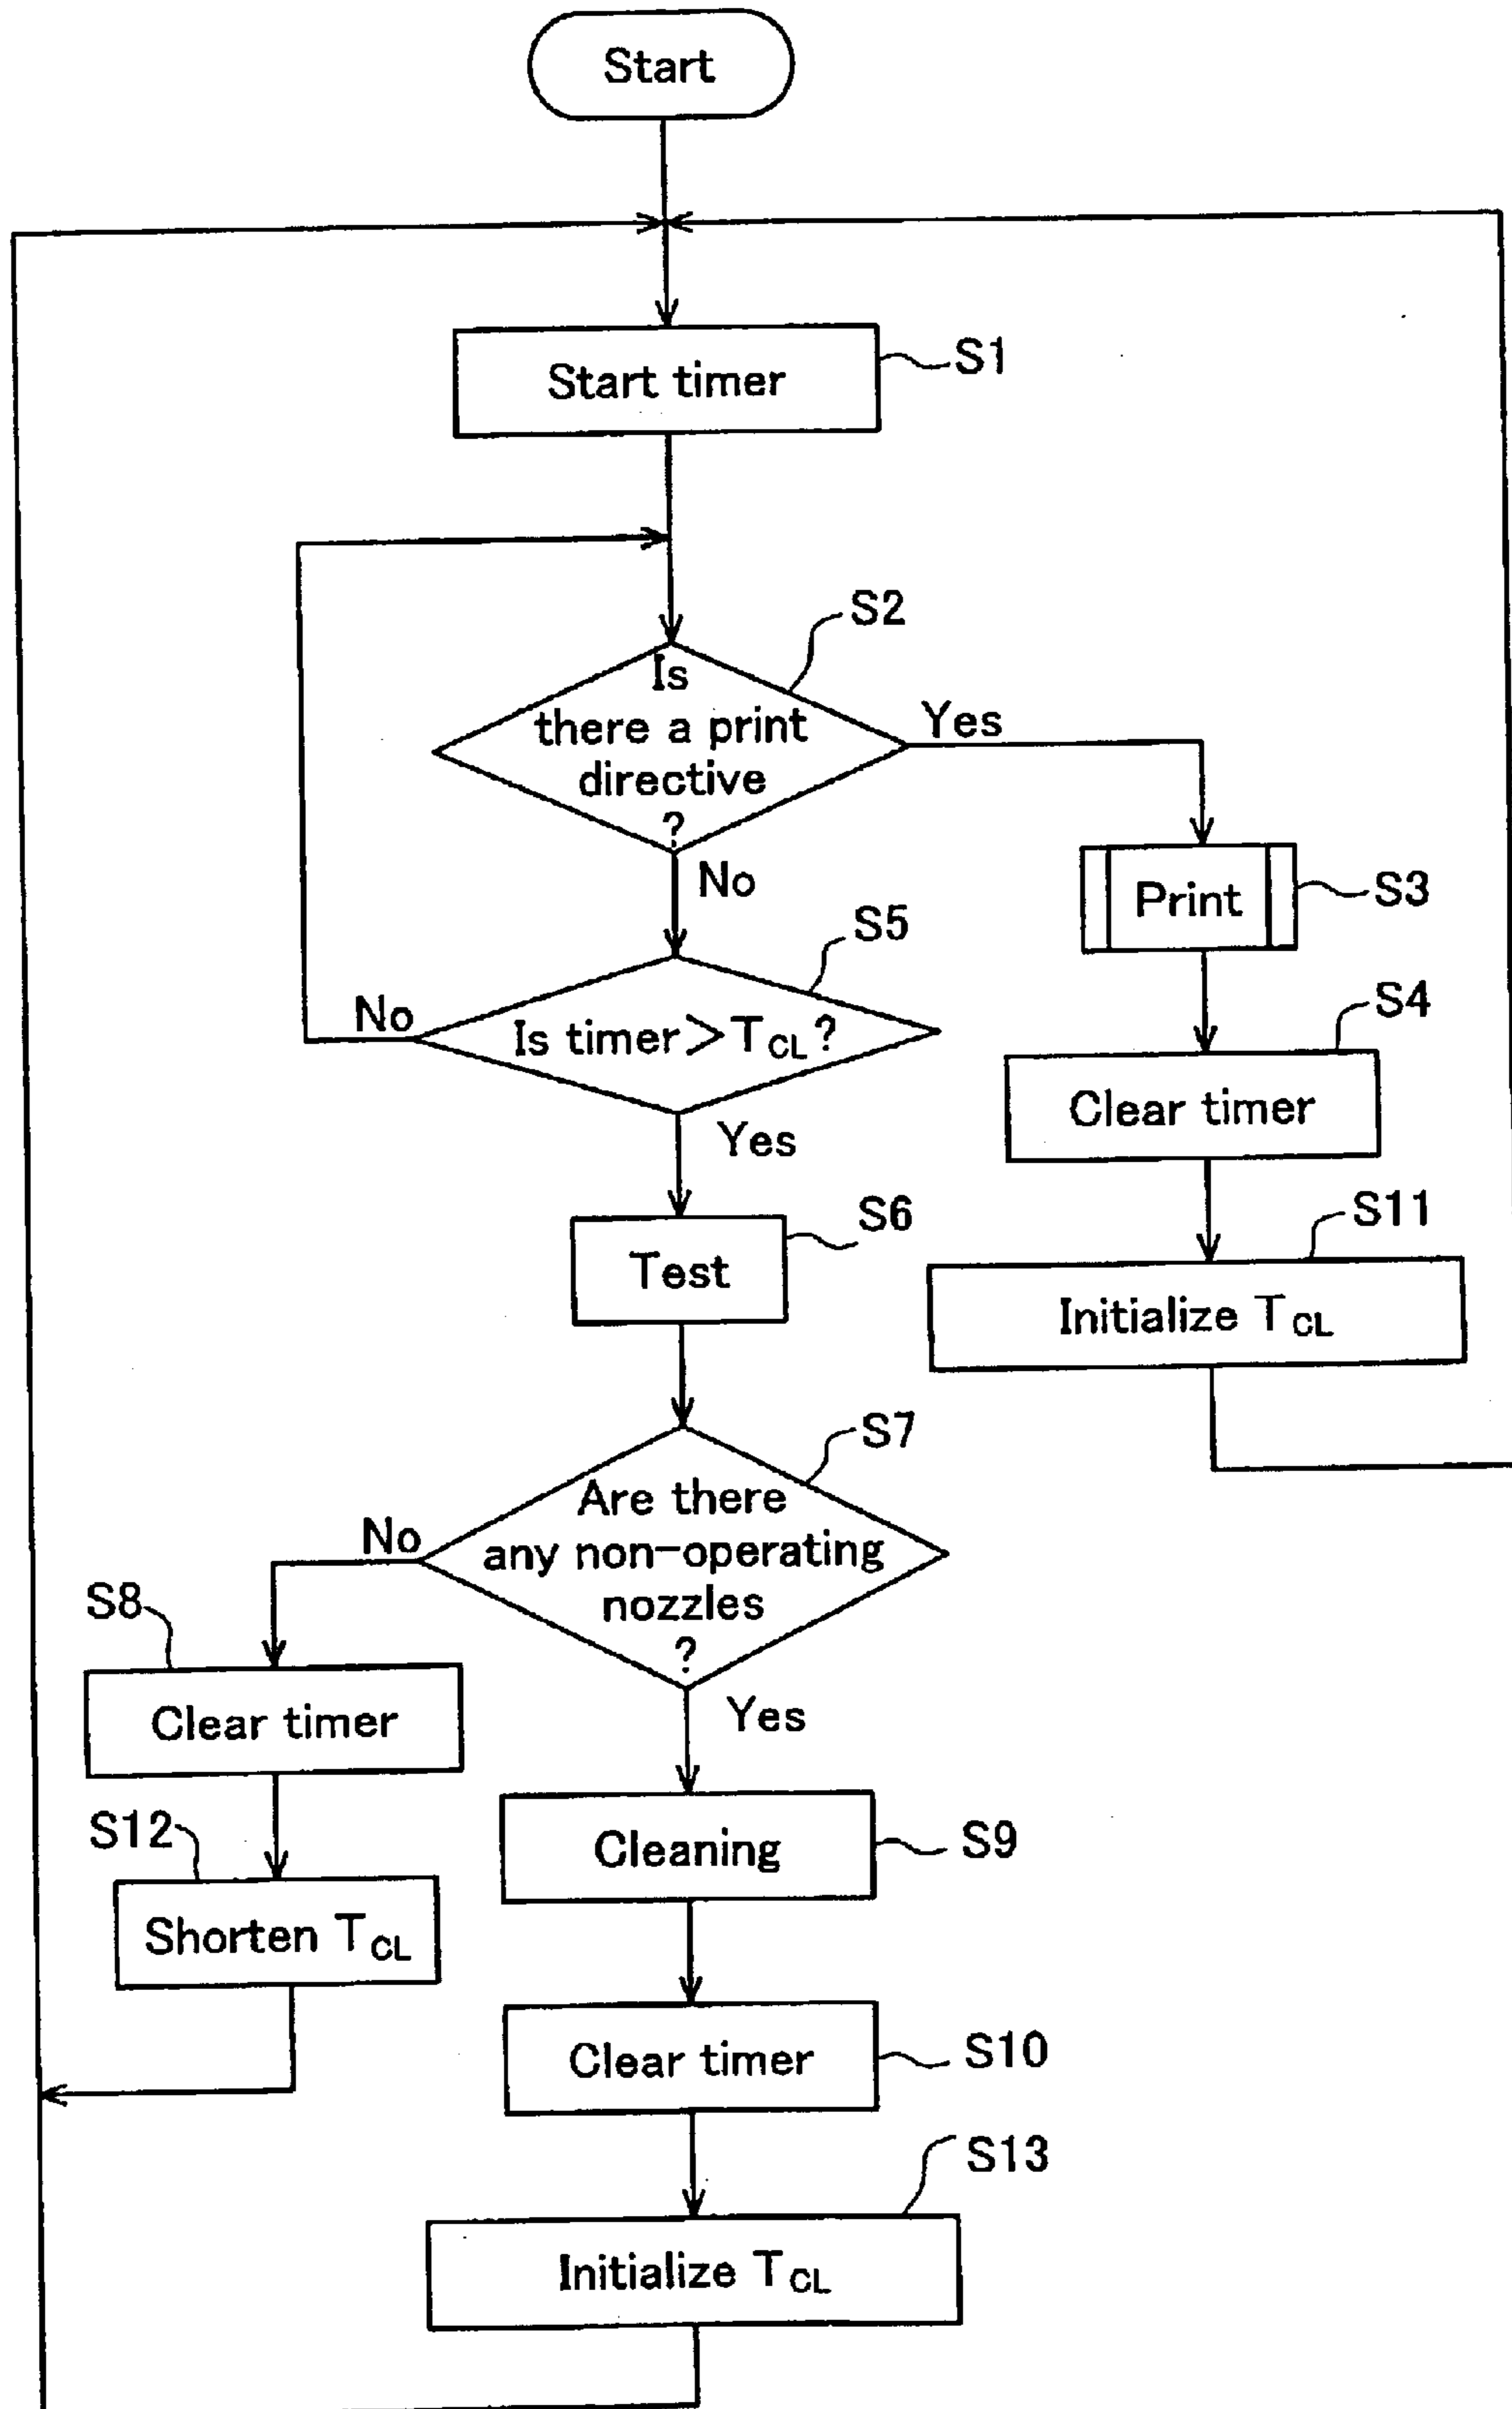 Start
Start timer
S1
S2
Is
there a print
directive
?
Yes
No
Print
S3
S5
Is timer > TCL ?
No
Yes
S4
Clear timer
S6
Test
S11
Initialize TCL
S7
Are there
any non-operating
nozzles
?
No
Yes
S8
Clear timer
Cleaning
S9
S12
Shorten TCL
Clear timer
S10
S13
Initialize TCL